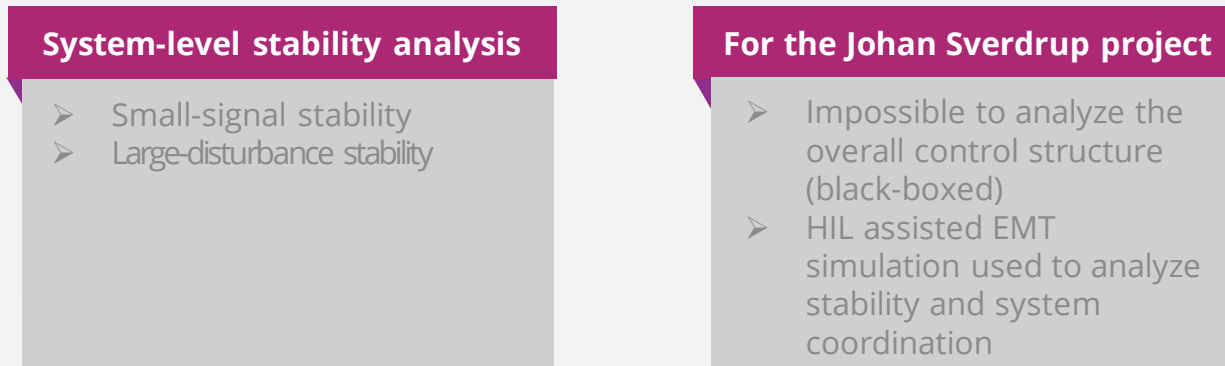 System-level stability analysis
➢ Small-signal stability
➢ Large-disturbance stability
For the Johan Sverdrup project
➢ Impossible to analyze the
overall control structure
(black-boxed)
➢ HIL assisted EMT
simulation used to analyze
stability and system
coordination